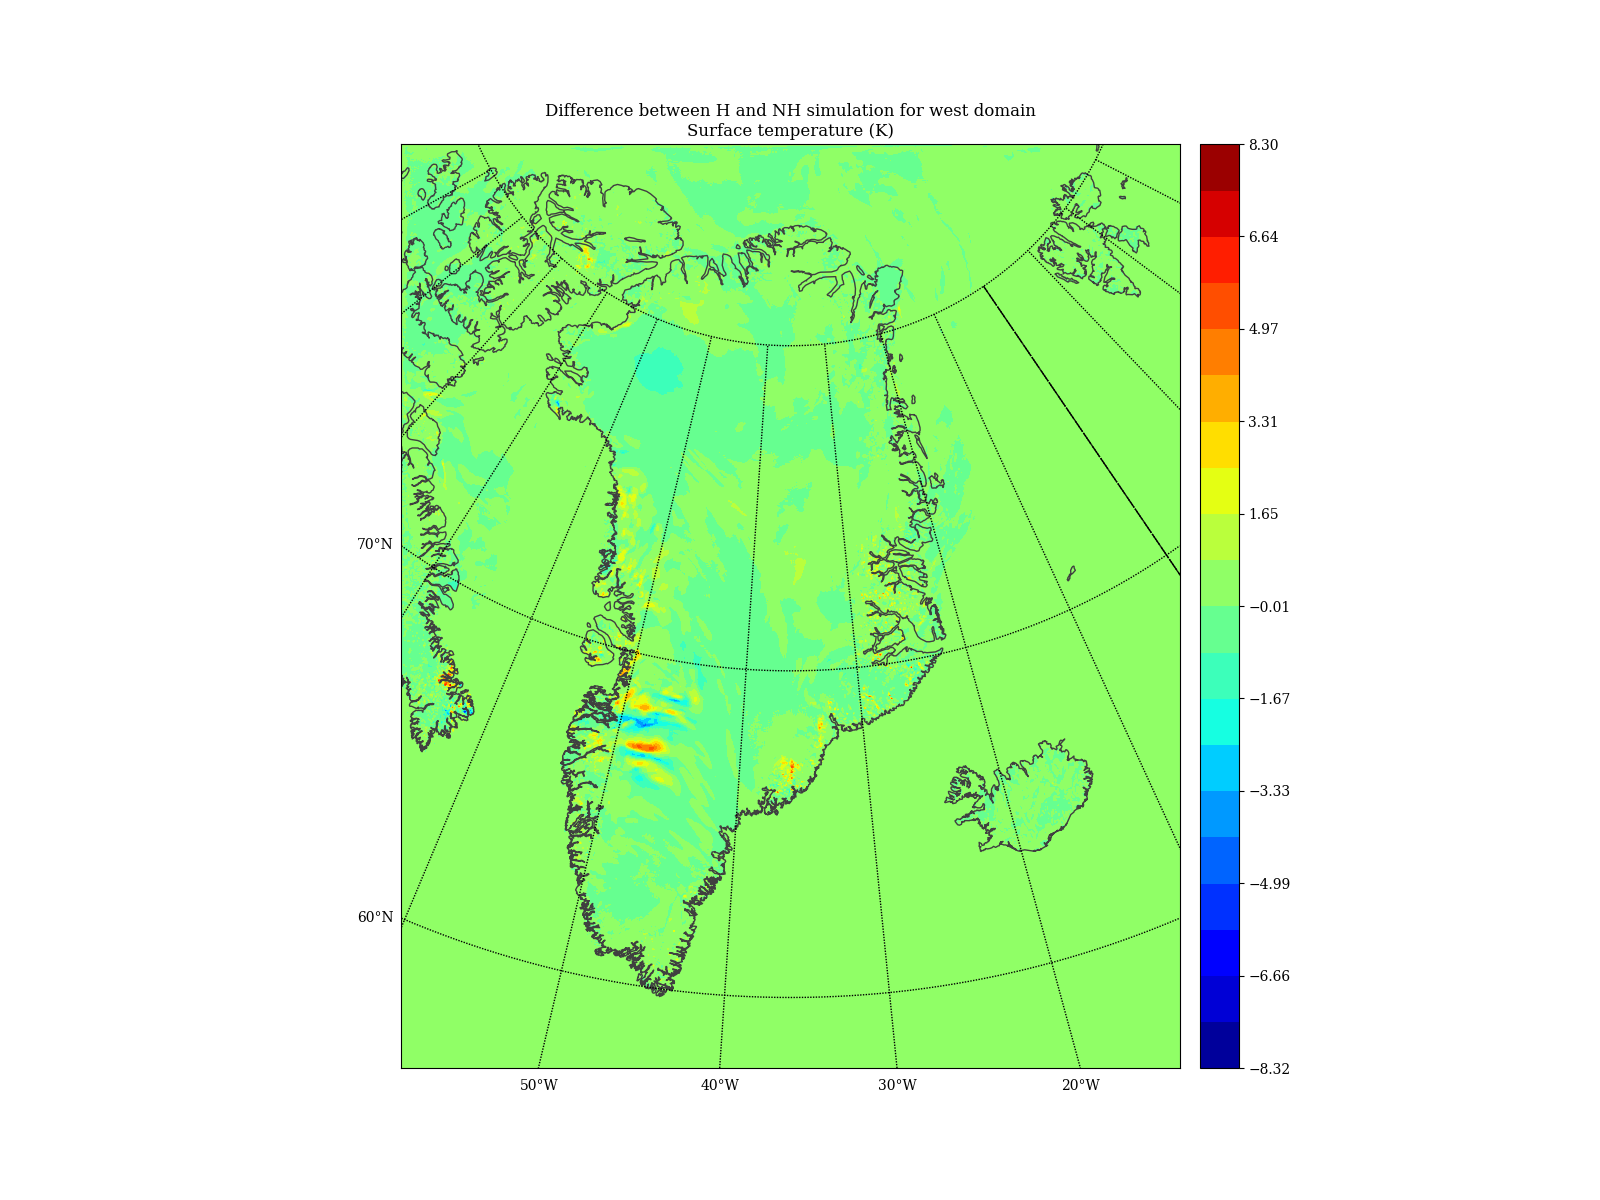 Difference between H and NH simulation for west domain
Surface temperature (K)
8.30
6.64
4.97
3.31
1.65
−0.01
−1.67
−3.33
−4.99
−6.66
−8.32
70°N
60°N
50°W
40°W
30°W
20°W